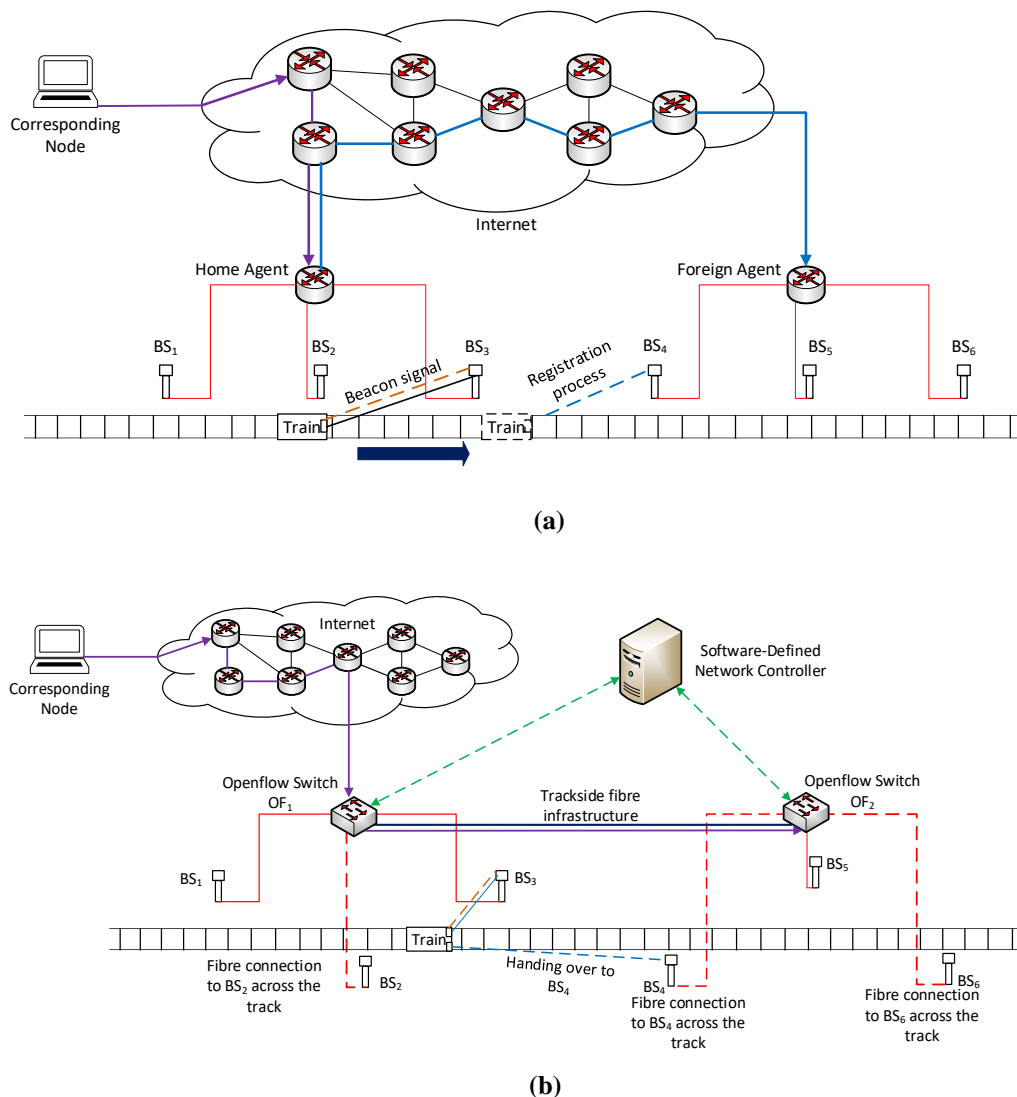 Corresponding
Node
Internet
Home Agent
Foreign Agent
BS1
BS2
BS3
BS4
BS5
BS6
Beacon signal
Registration
process
Train
Train
(a)
Internet
Corresponding
Node
Software-Defined
Network Controller
Openflow Switch
OF1
Trackside fibre
infrastructure
Openflow Switch
OF2
BS1
BS3
BS5
Train
Fibre connection
to BS2 across the
track
BS2
Handing over to
BS4
BS4
Fibre connection
to BS4 across the
track
BS6
Fibre connection
to BS6 across the
track
(b)